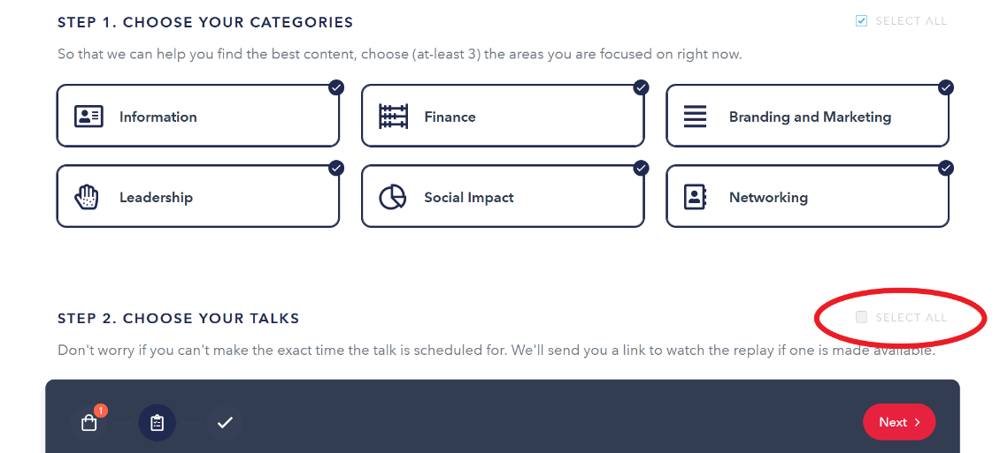 STEP 1. CHOOSE YOUR CATEGORIES
SELECT ALL
So that we can help you find the best content, choose (at-least 3) the areas you are focused on right now.
Information
Finance
Branding and Marketing
Leadership
Social Impact
Networking
STEP 2. CHOOSE YOUR TALKS
SELECT ALL
Don't worry if you can't make the exact time the talk is scheduled for. We'll send you a link to watch the replay if one is made available.
1
Next